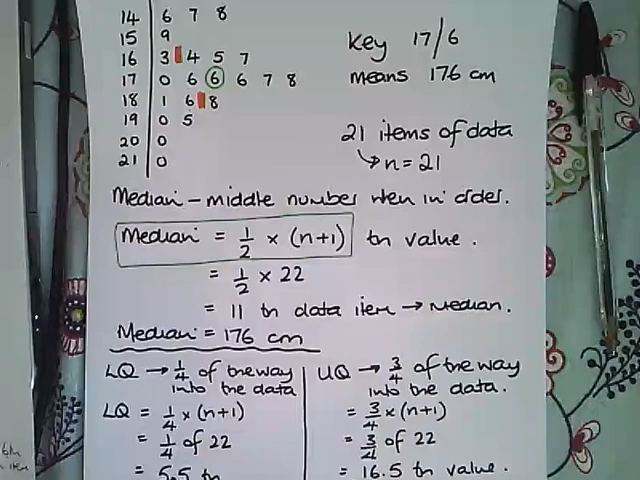 14 | 6 7 8
15 | 9
16 | 3 4 5 7
17 | 0 6 6 6 7 8
18 | 1 6 8
19 | 0 5
20 | 0
21 | 0
Key 17/6
means 176 cm
21 items of data
↳ n = 21
Median – middle number when in order.
Median = 1/2 × (n+1) th value.
= 1/2 × 22
= 11 th data item → Median.
Median = 176 cm
LQ → 1/4 of the way
into the data
LQ = 1/4 × (n+1)
= 1/4 of 22
= 5.5 th
UQ → 3/4 of the way
into the data.
= 3/4 × (n+1)
= 3/4 of 22
= 16.5 th value.